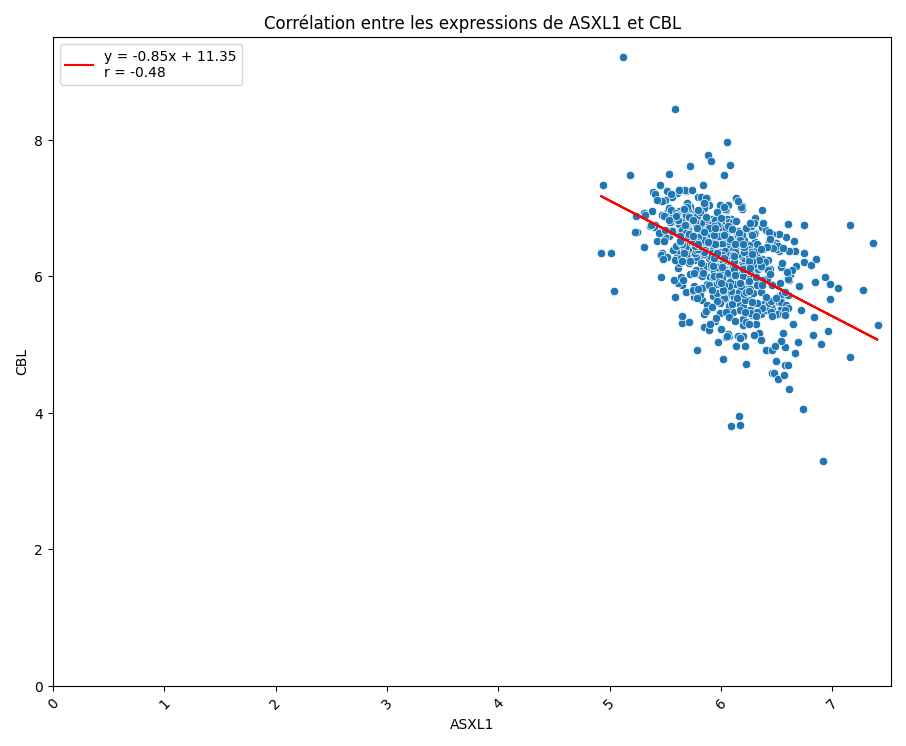 Corrélation entre les expressions de ASXL1 et CBL
y = -0.85x + 11.35
r = -0.48
8
6
4
2
0
CBL
0
1
2
3
4
5
6
7
ASXL1